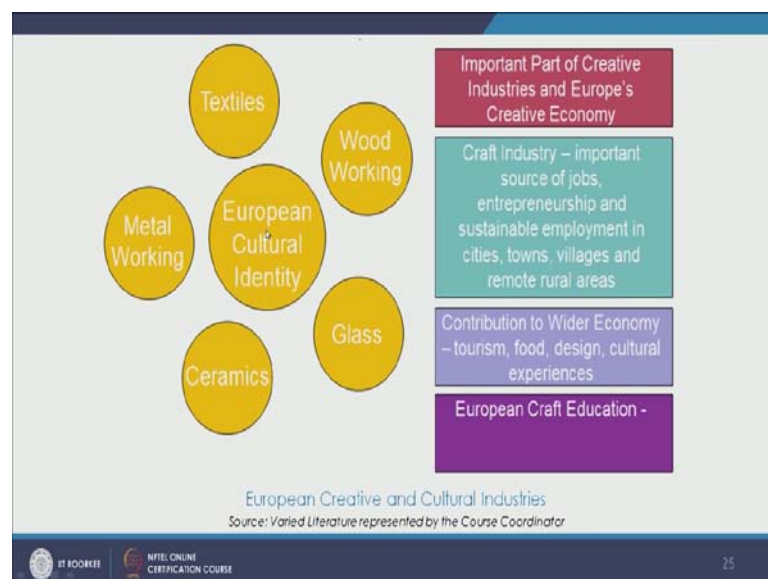 Textiles
Wood
Working
European
Cultural
Identity
Metal
Working
Glass
Ceramics
Important Part of Creative
Industries and Europe's
Creative Economy
Craft Industry – important
source of jobs,
entrepreneurship and
sustainable employment in
cities, towns, villages and
remote rural areas
Contribution to Wider Economy
– tourism, food, design, cultural
experiences
European Craft Education -
European Creative and Cultural Industries
Source: Varied Literature represented by the Course Coordinator
IIT ROORKEE
NPTEL ONLINE
CERTIFICATION COURSE
25